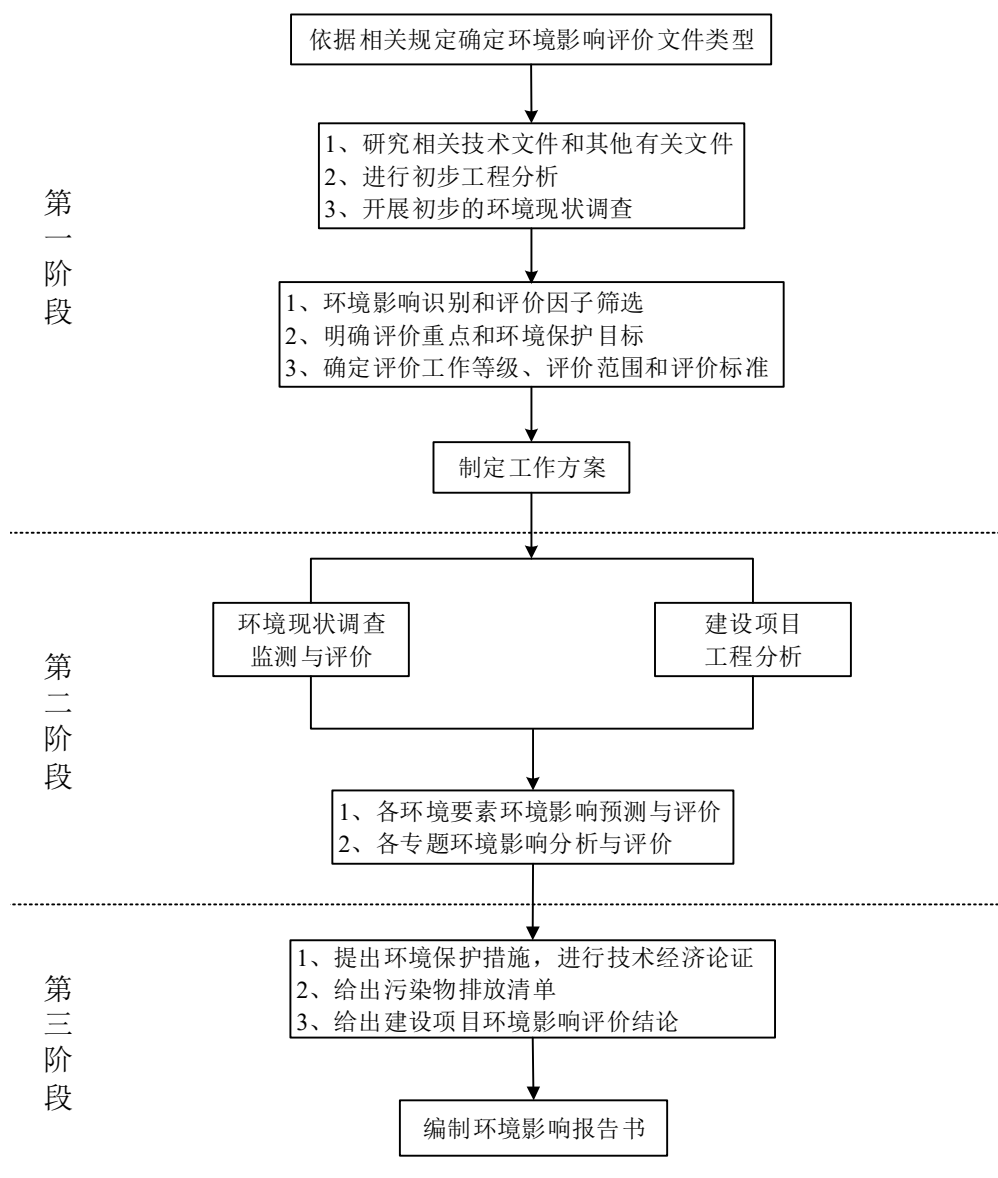 依据相关规定确定环境影响评价文件类型
1、研究相关技术文件和其他有关文件
2、进行初步工程分析
3、开展初步的环境现状调查
第一阶段
1、环境影响识别和评价因子筛选
2、明确评价重点和环境保护目标
3、确定评价工作等级、评价范围和评价标准
制定工作方案
第二阶段
环境现状调查
监测与评价
建设项目
工程分析
1、各环境要素环境影响预测与评价
2、各专题环境影响分析与评价
第三阶段
1、提出环境保护措施，进行技术经济论证
2、给出污染物排放清单
3、给出建设项目环境影响评价结论
编制环境影响报告书